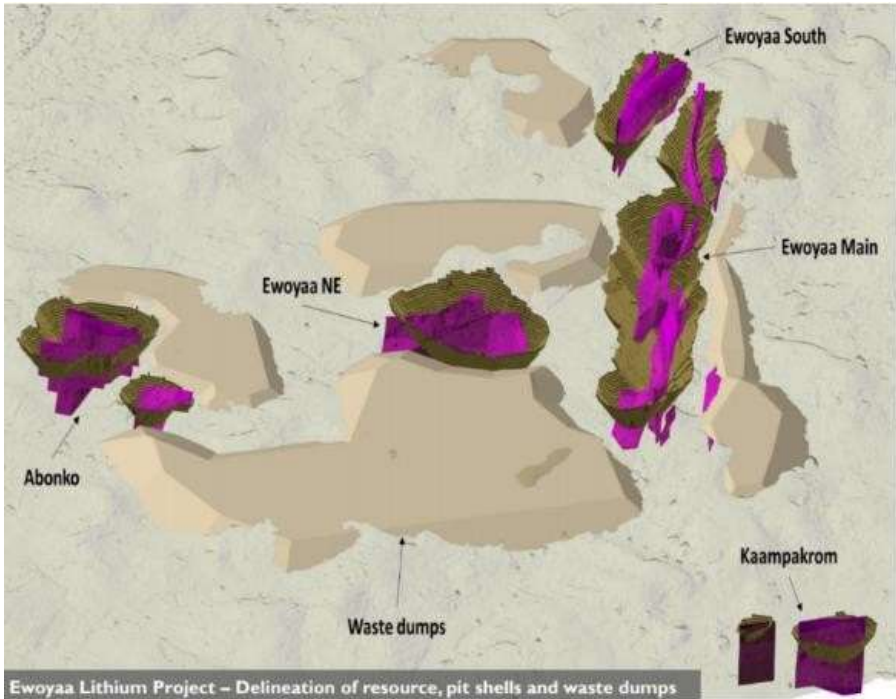 Ewoyaa South
Ewoyaa Main
Ewoyaa NE
Abonko
Kaampakrom
Waste dumps
Ewoyaa Lithium Project – Delineation of resource, pit shells and waste dumps